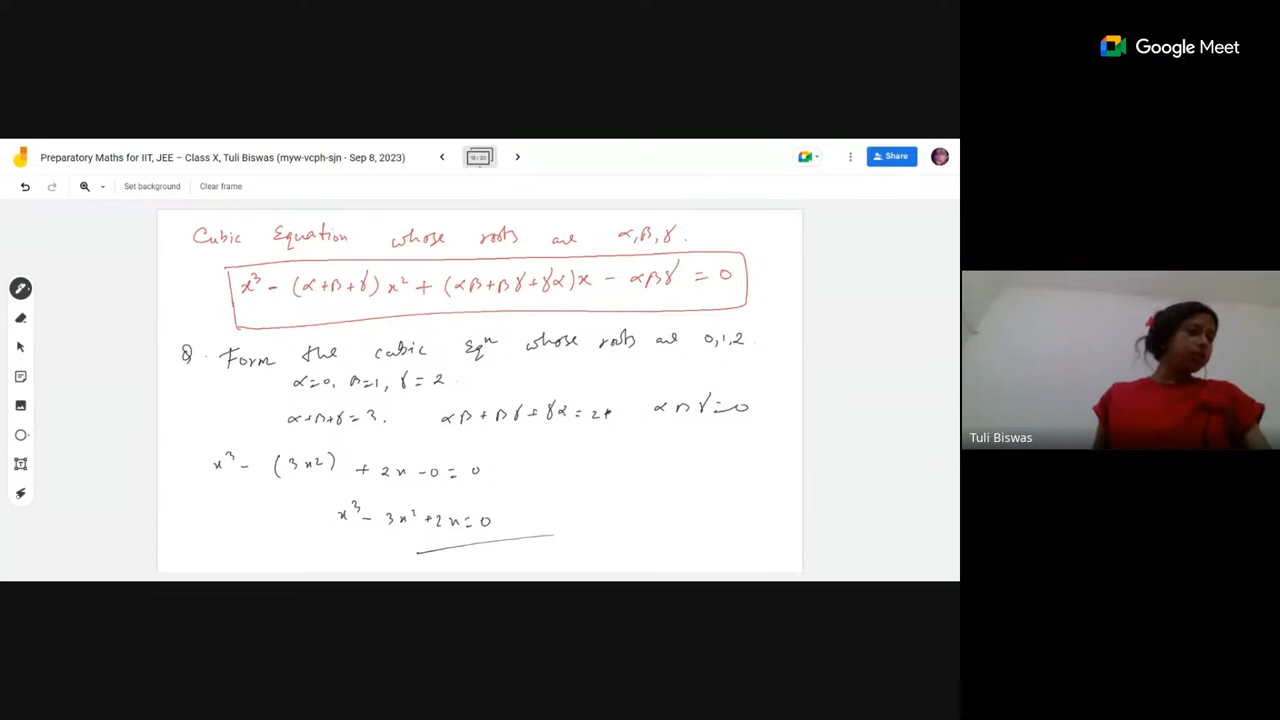 Google Meet
Preparatory Maths for IIT, JEE – Class X, Tuli Biswas (myw-vcph-sjn - Sep 8, 2023)
18 / 20
Share
Set background
Clear frame
Cubic Equation whose roots are α, β, γ.
x³ - (α+β+γ)x² + (αβ+βγ+γα)x - αβγ = 0
Q. Form the cubic Eqⁿ whose roots are 0,1,2.
α=0, β=1, γ=2
α+β+γ=3. αβ+βγ+γα=2 αβγ=0
x³ - (3x²) + 2x - 0 = 0
x³ - 3x² + 2x = 0
Tuli Biswas